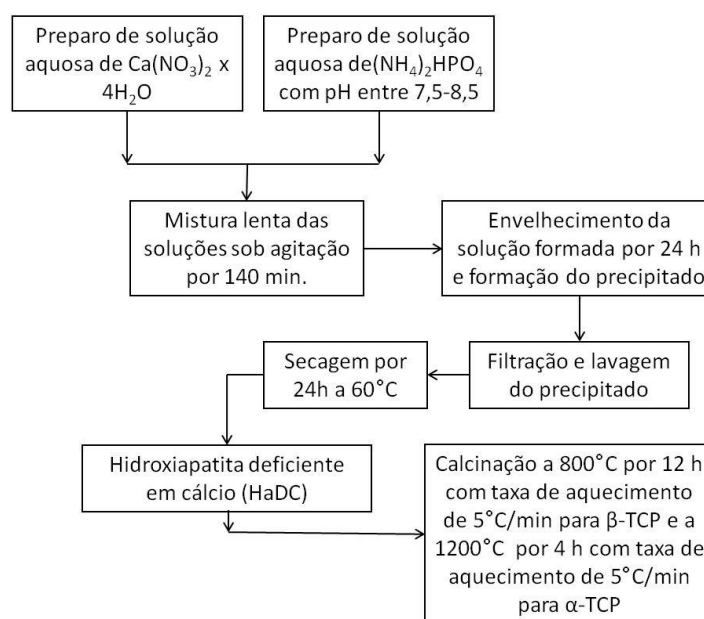 Preparo de solução
aquosa de Ca(NO₃)₂ x
4H₂O
Preparo de solução
aquosa de(NH₄)₂HPO₄
com pH entre 7,5-8,5
Mistura lenta das
soluções sob agitação
por 140 min.
Envelhecimento da
solução formada por 24 h
e formação do precipitado
Filtração e lavagem
do precipitado
Secagem por
24h a 60°C
Hidroxiapatita deficiente
em cálcio (HaDC)
Calcinação a 800°C por 12 h
com taxa de aquecimento
de 5°C/min para β-TCP e a
1200°C por 4 h com taxa de
aquecimento de 5°C/min
para α-TCP